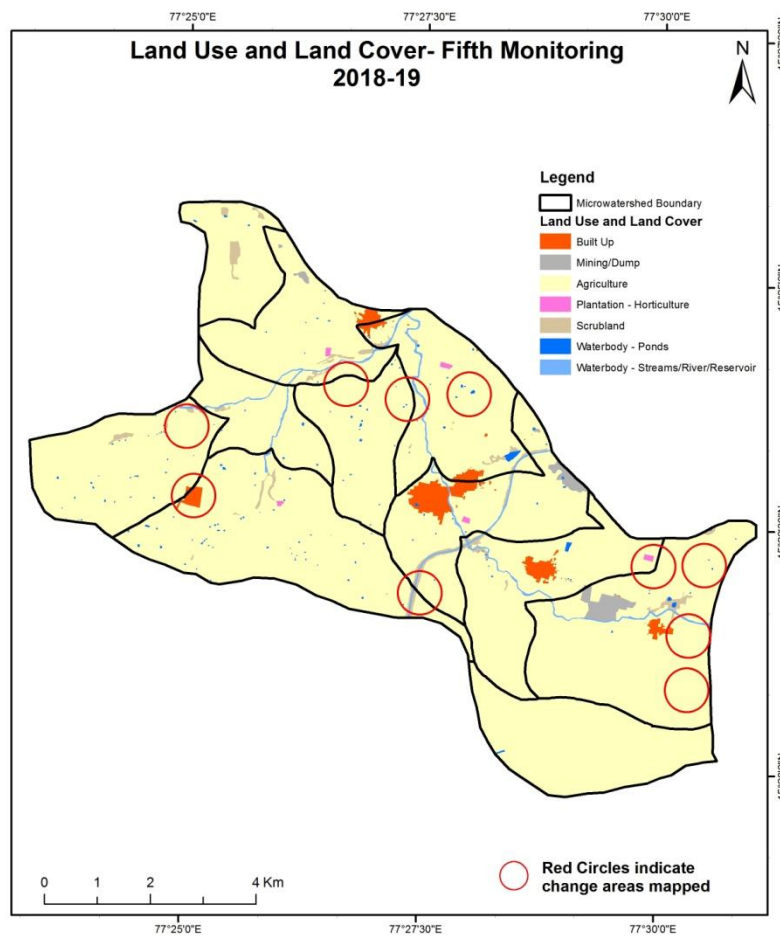 77°25'0"E 77°27'30"E 77°30'0"E
Land Use and Land Cover- Fifth Monitoring
2018-19
N
Legend
Microwatershed Boundary
Land Use and Land Cover
Built Up
Mining/Dump
Agriculture
Plantation - Horticulture
Scrubland
Waterbody - Ponds
Waterbody - Streams/River/Reservoir
0 1 2 4 Km
Red Circles indicate
change areas mapped
77°25'0"E 77°27'30"E 77°30'0"E